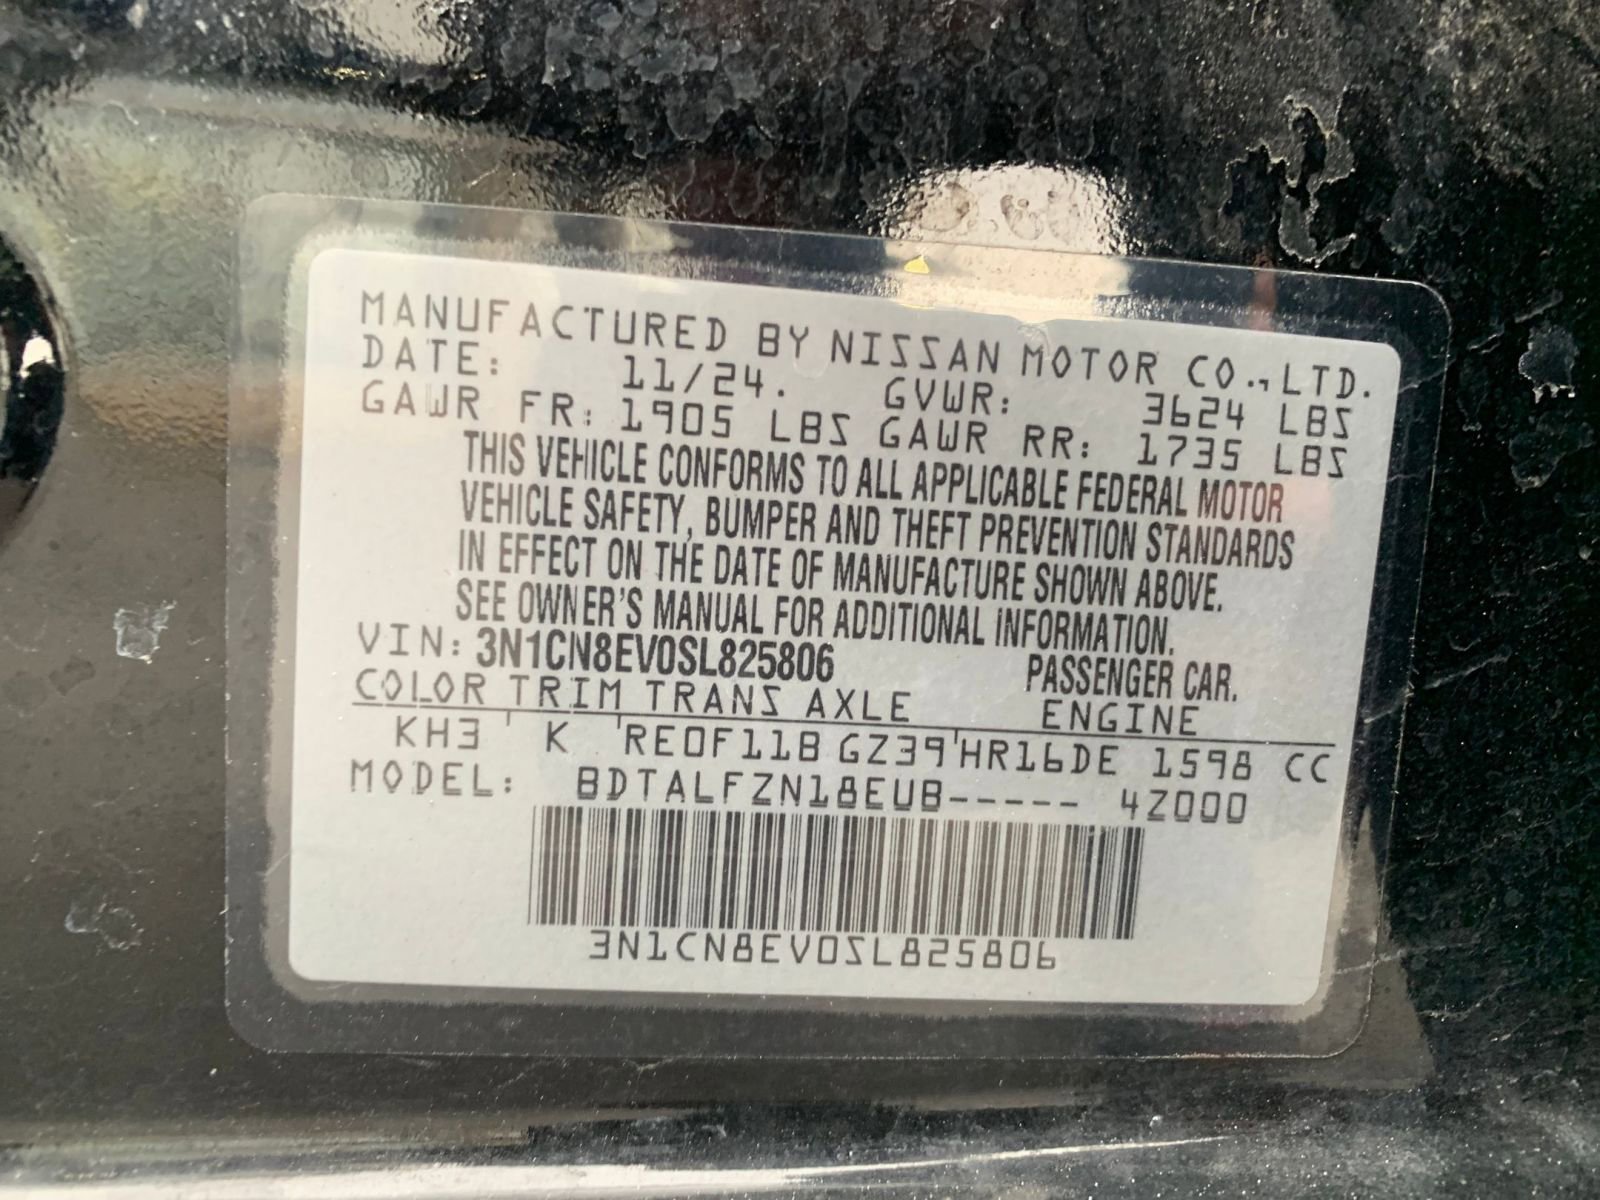 MANUFACTURED BY NISSAN MOTOR CO., LTD.
DATE: 11/24. GVWR: 3624 LBS
GAWR FR: 1905 LBS GAWR RR: 1735 LBS
THIS VEHICLE CONFORMS TO ALL APPLICABLE FEDERAL MOTOR
VEHICLE SAFETY, BUMPER AND THEFT PREVENTION STANDARDS
IN EFFECT ON THE DATE OF MANUFACTURE SHOWN ABOVE.
SEE OWNER'S MANUAL FOR ADDITIONAL INFORMATION.
VIN: 3N1CN8EV0SL825806 PASSENGER CAR.
COLOR TRIM TRANS AXLE ENGINE
KH3 ' K ' RE0F11B GZ39 ' HR16DE 1598 CC
MODEL: BDTALFZN18EUB----- 4Z000
3N1CN8EV0SL825806